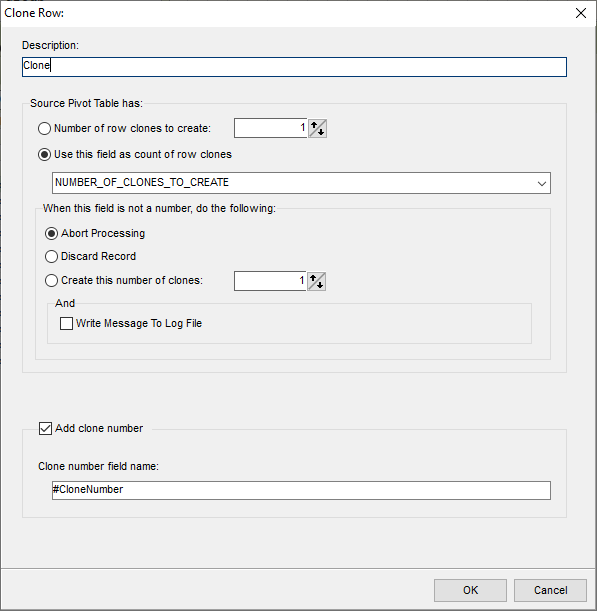 Clone Row:
Description:
Clone
Source Pivot Table has:
Number of row clones to create: 1
Use this field as count of row clones
NUMBER_OF_CLONES_TO_CREATE
When this field is not a number, do the following:
Abort Processing
Discard Record
Create this number of clones: 1
And
Write Message To Log File
Add clone number
Clone number field name:
#CloneNumber
OK Cancel